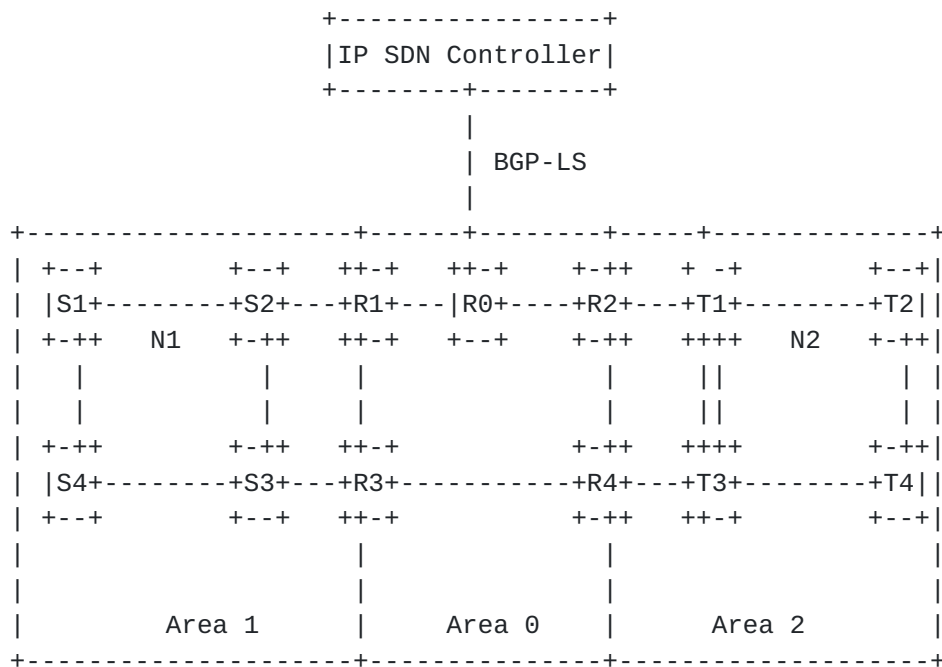 IP SDN Controller
BGP-LS
S1 S2 R1 R0 R2 T1 T2
N1 N2
S4 S3 R3 R4 T3 T4
Area 1 Area 0 Area 2